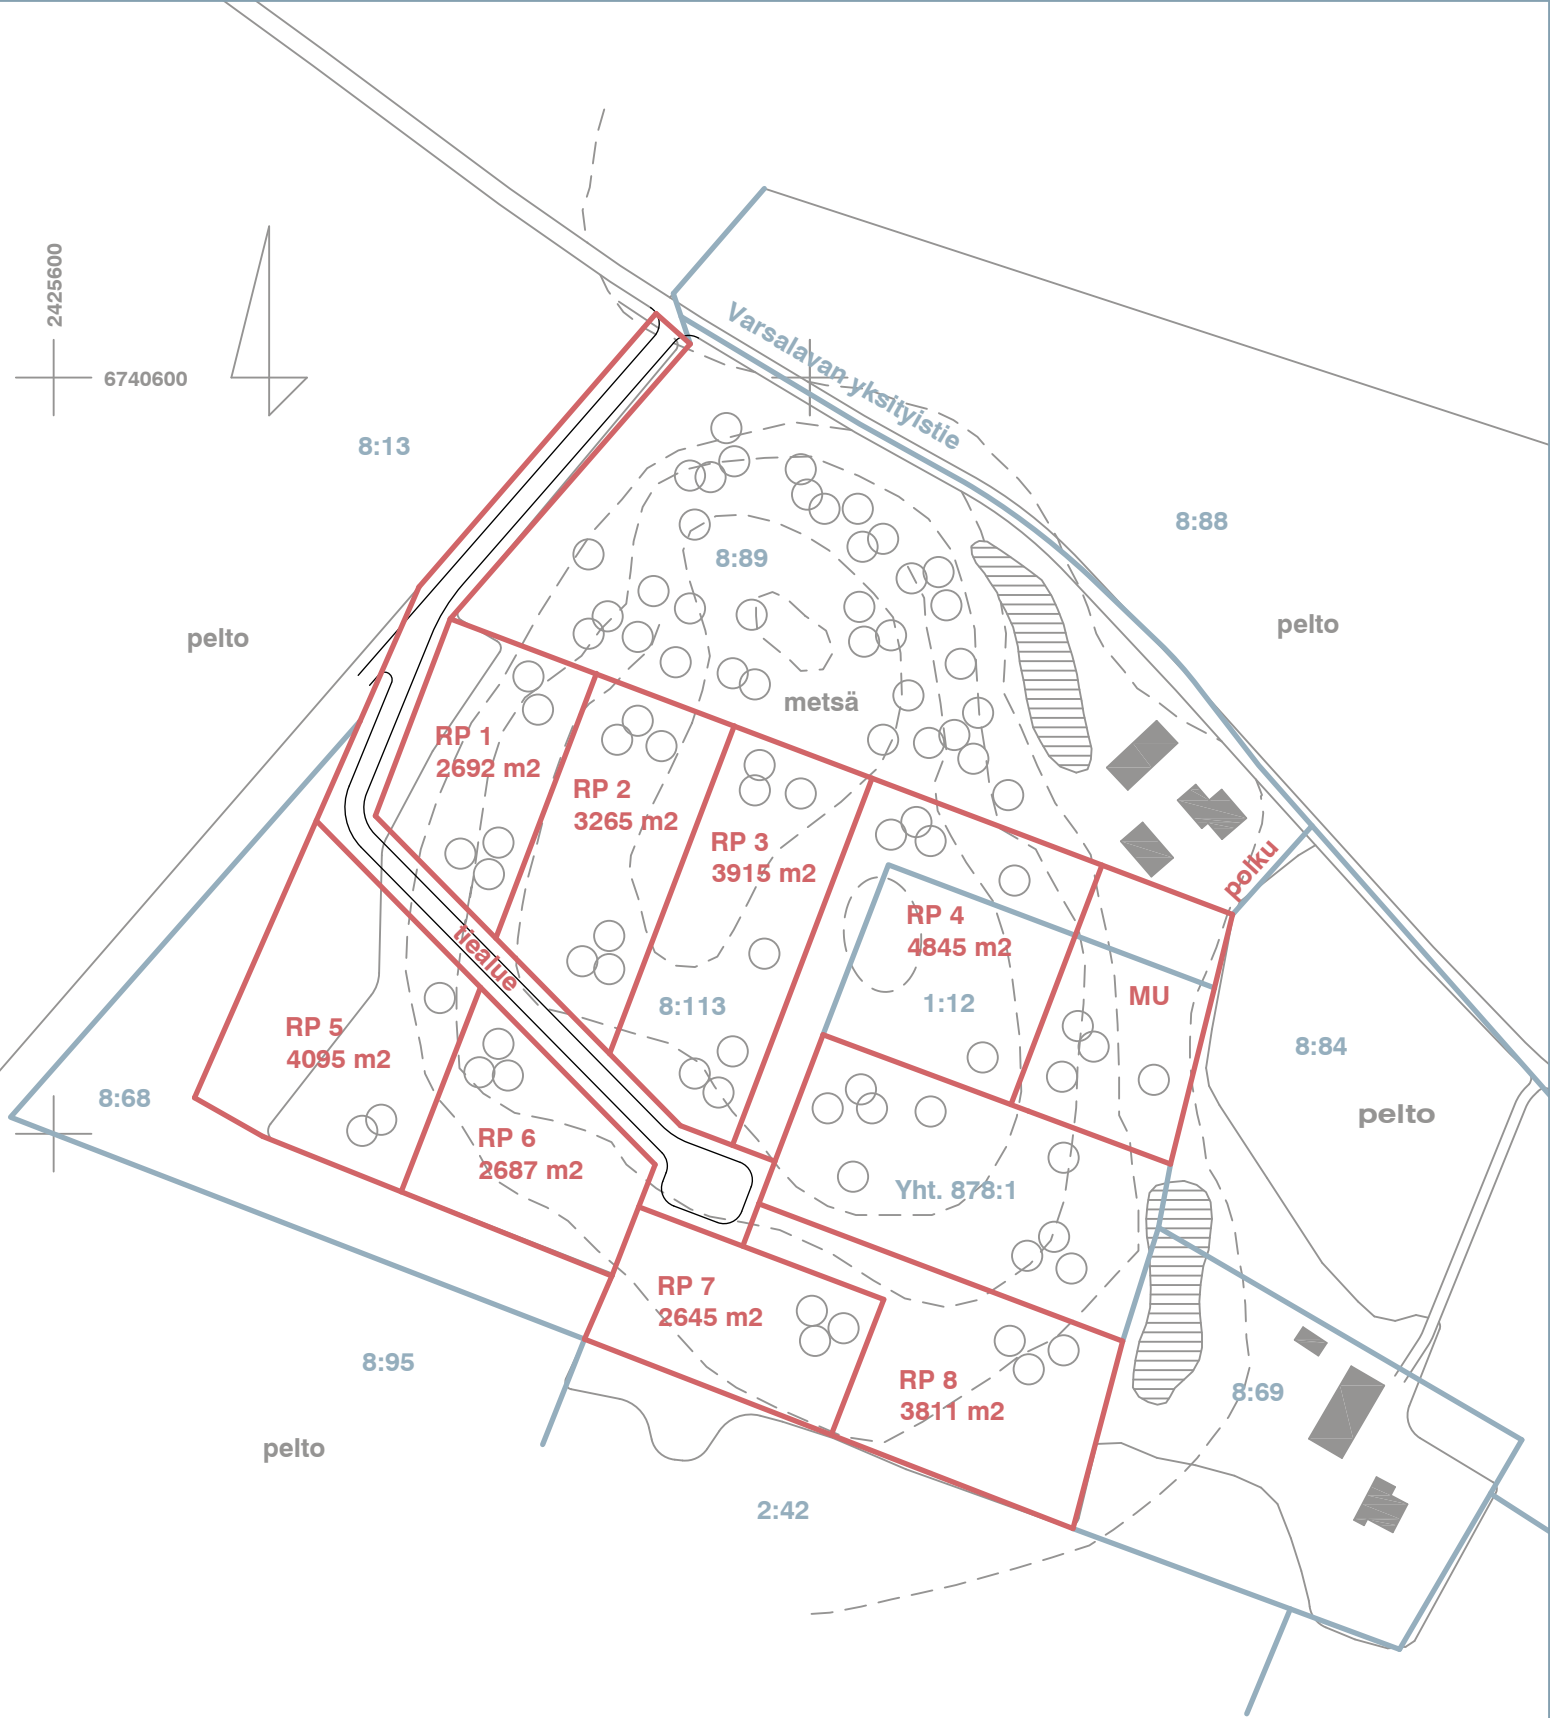 2425600
6740600
Varsalavan yksityistie
8:13
8:88
8:89
pelto
pelto
metsä
RP 1
2692 m2
RP 2
3265 m2
RP 3
3915 m2
polku
RP 4
4845 m2
tiealue
8:113
1:12
MU
RP 5
4095 m2
8:84
8:68
pelto
RP 6
2687 m2
Yht. 878:1
RP 7
2645 m2
8:95
RP 8
3811 m2
8:69
pelto
2:42